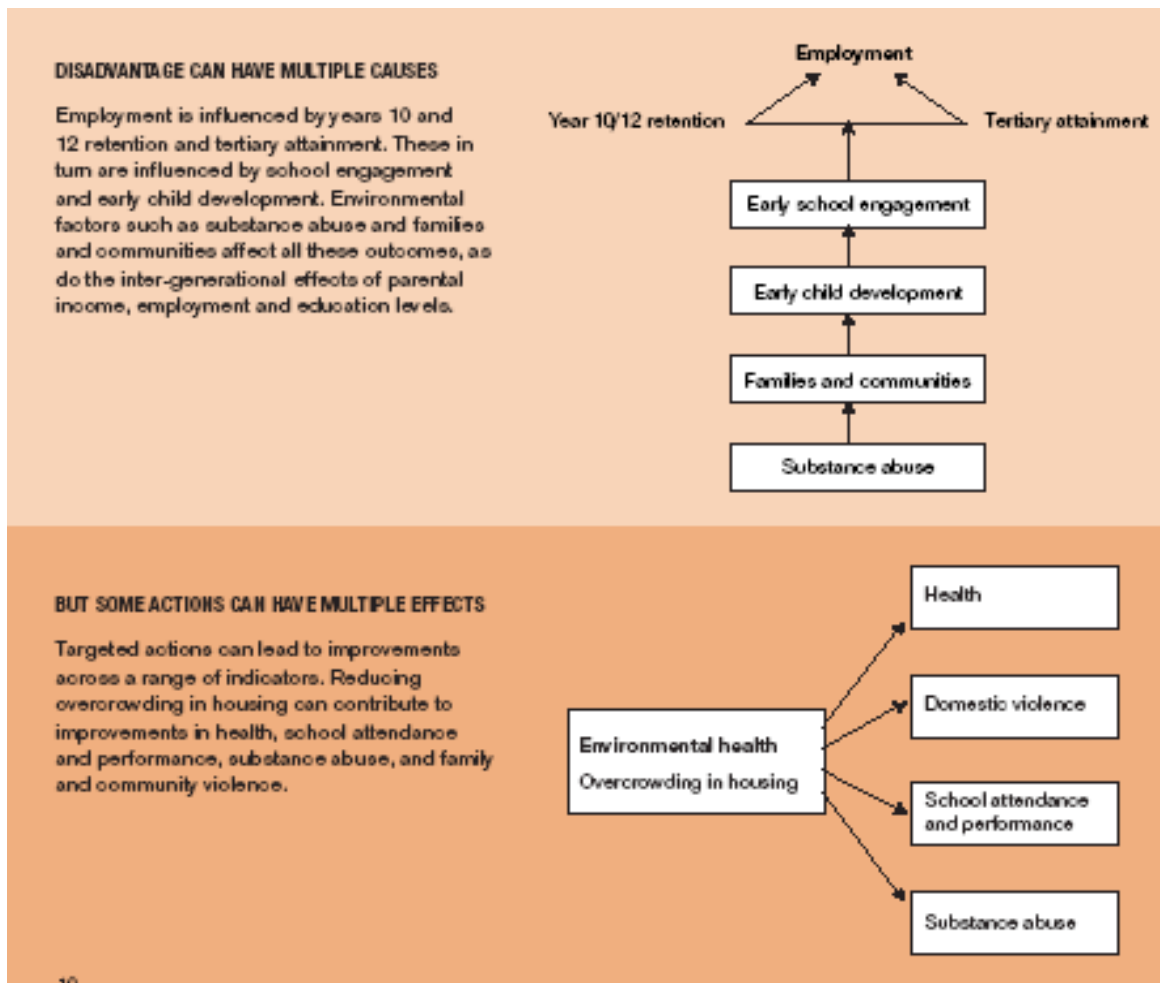 DISADVANTAGE CAN HAVE MULTIPLE CAUSES
Employment is influenced by years 10 and
12 retention and tertiary attainment. These in
turn are influenced by school engagement
and early child development. Environmental
factors such as substance abuse and families
and communities affect all these outcomes, as
do the inter-generational effects of parental
income, employment and education levels.
Employment
Year 10/12 retention
Tertiary attainment
Early school engagement
Early child development
Families and communities
Substance abuse
BUT SOME ACTIONS CAN HAVE MULTIPLE EFFECTS
Targeted actions can lead to improvements
across a range of indicators. Reducing
overcrowding in housing can contribute to
improvements in health, school attendance
and performance, substance abuse, and family
and community violence.
Environmental health
Overcrowding in housing
Health
Domestic violence
School attendance
and performance
Substance abuse